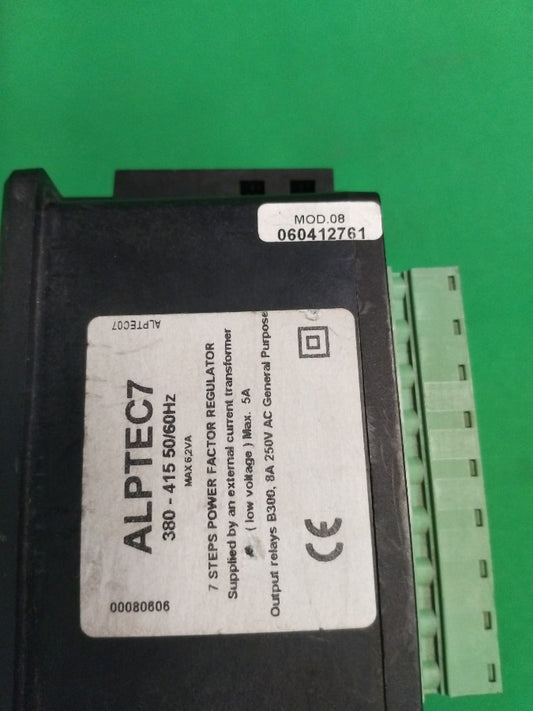 MOD.08
060412761
ALPTEC07
ALPTEC7
380 - 415 50/60Hz
MAX 6,2VA
7 STEPS POWER FACTOR REGULATOR
Supplied by an external current transformer
( low voltage ) Max. 5A
Output relays B300, 8A 250V AC General Purpose
CE
00080606